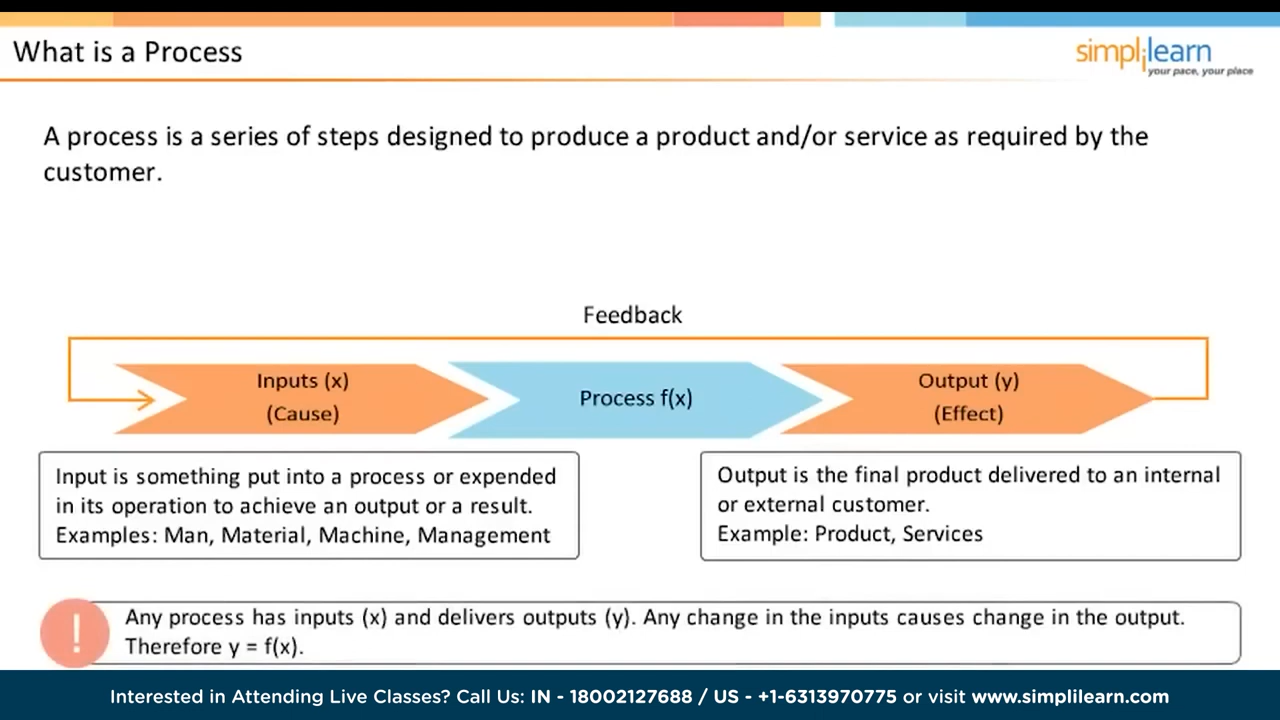 What is a Process
simplilearn
your pace, your place
A process is a series of steps designed to produce a product and/or service as required by the
customer.
Feedback
Inputs (x)
(Cause)
Process f(x)
Output (y)
(Effect)
Input is something put into a process or expended
in its operation to achieve an output or a result.
Examples: Man, Material, Machine, Management
Output is the final product delivered to an internal
or external customer.
Example: Product, Services
!
Any process has inputs (x) and delivers outputs (y). Any change in the inputs causes change in the output.
Therefore y = f(x).
Interested in Attending Live Classes? Call Us: IN - 18002127688 / US - +1-6313970775 or visit www.simplilearn.com